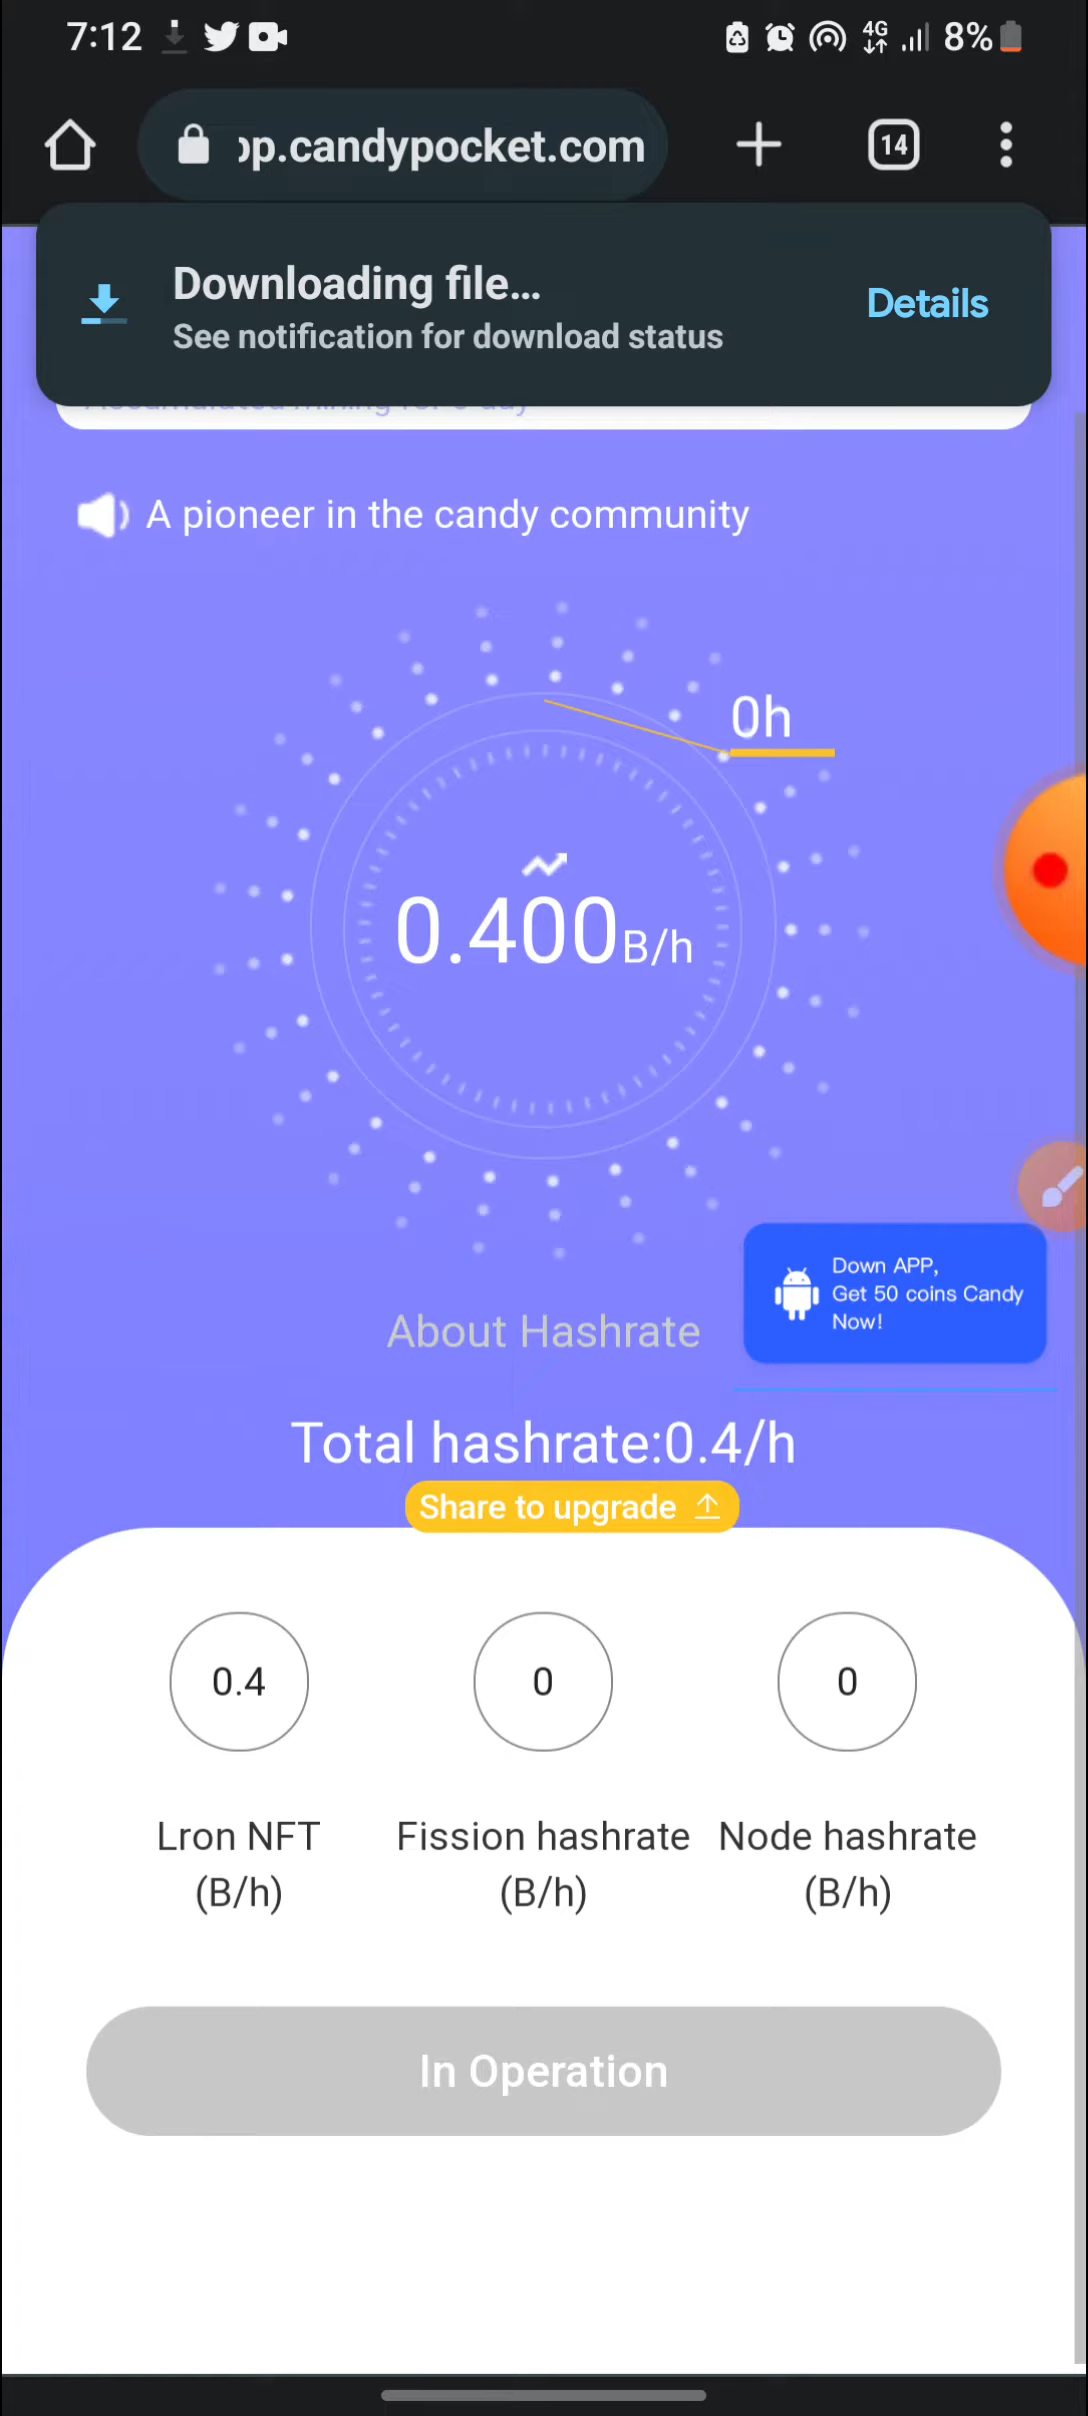 7:12
4G
8%
pp.candypocket.com
14
Downloading file...
See notification for download status
Details
A pioneer in the candy community
0h
0.400B/h
Down APP,
Get 50 coins Candy
Now!
About Hashrate
Total hashrate:0.4/h
Share to upgrade
0.4
0
0
Lron NFT
(B/h)
Fission hashrate
(B/h)
Node hashrate
(B/h)
In Operation